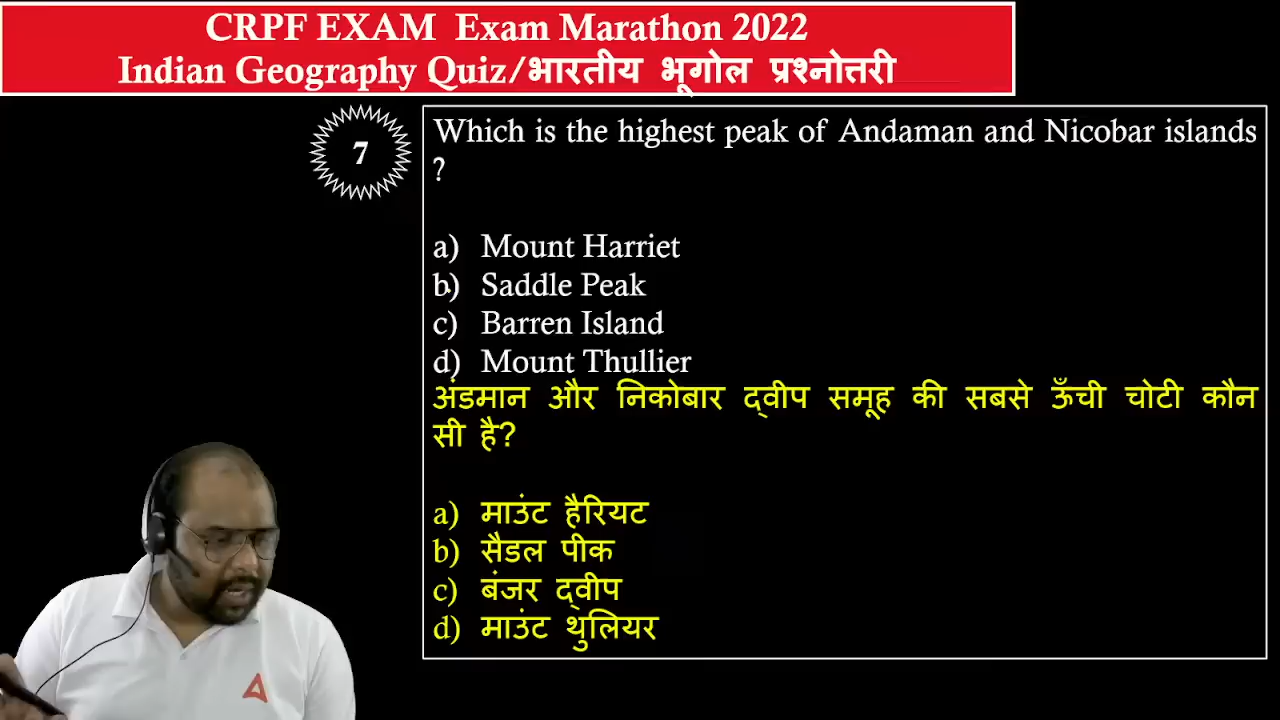 CRPF EXAM Exam Marathon 2022
Indian Geography Quiz/भारतीय भूगोल प्रश्नोत्तरी
7
Which is the highest peak of Andaman and Nicobar islands
?
a) Mount Harriet
b) Saddle Peak
c) Barren Island
d) Mount Thullier
अंडमान और निकोबार द्वीप समूह की सबसे ऊँची चोटी कौन
सी है?
a) माउंट हैरियट
b) सैडल पीक
c) बंजर द्वीप
d) माउंट थुलियर